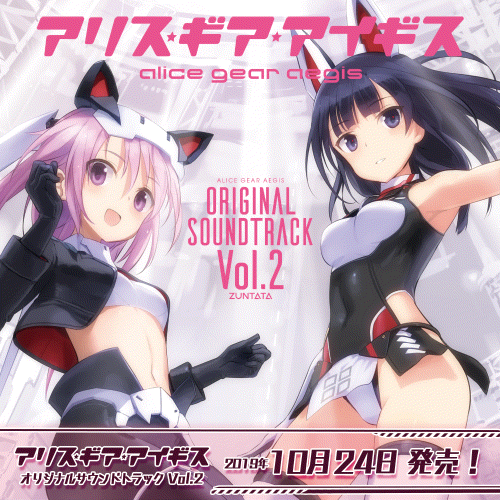 アリス★ギア★アイギス
alice gear aegis
ALICE GEAR AEGIS
ORIGINAL
SOUNDTRACK
Vol.2
ZUNTATA
アリス・ギア・アイギス
オリジナルサウンドトラック Vol.2
2019年10月24日 発売！